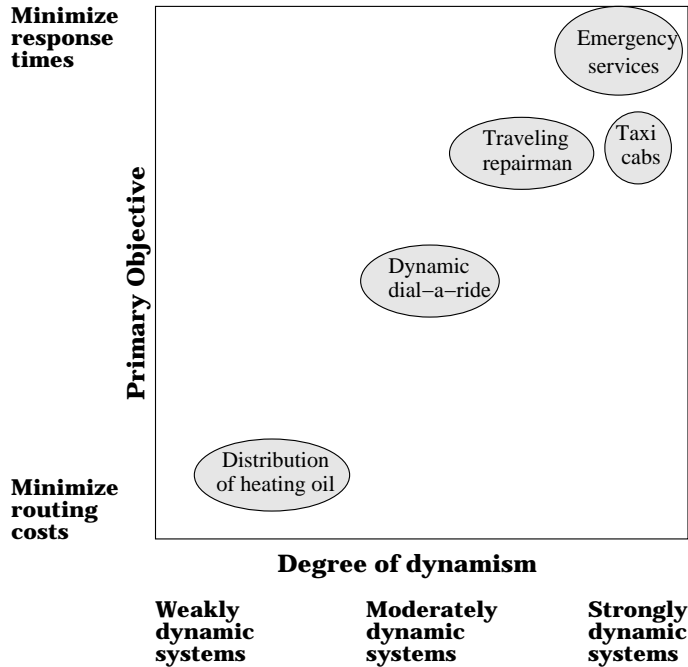 Minimize
response
times
Emergency
services
Traveling
repairman
Taxi
cabs
Dynamic
dial−a−ride
Primary Objective
Distribution
of heating oil
Minimize
routing
costs
Degree of dynamism
Weakly
dynamic
systems
Moderately
dynamic
systems
Strongly
dynamic
systems